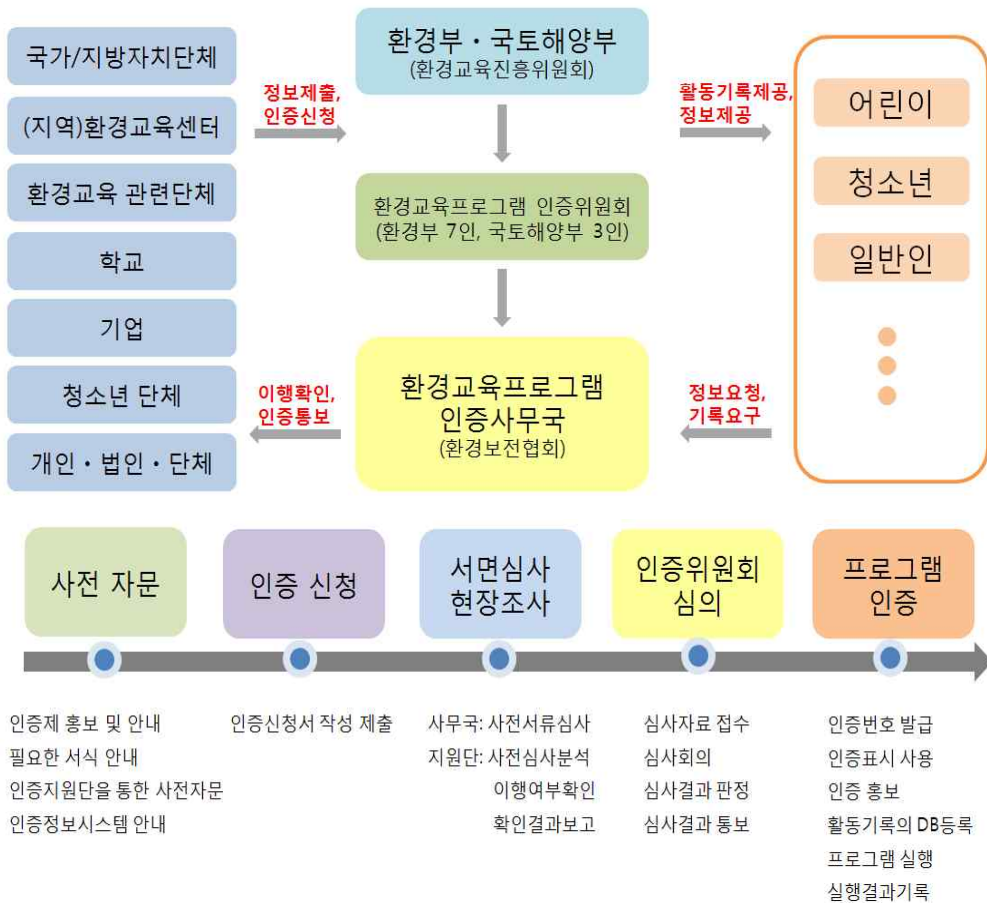 국가/지방자치단체
(지역)환경교육센터
환경교육 관련단체
학교
기업
청소년 단체
개인・법인・단체
정보제출,
인증신청
이행확인,
인증통보
환경부・국토해양부
(환경교육진흥위원회)
환경교육프로그램 인증위원회
(환경부 7인, 국토해양부 3인)
환경교육프로그램
인증사무국
(환경보전협회)
활동기록제공,
정보제공
정보요청,
기록요구
어린이
청소년
일반인
사전 자문
인증 신청
서면심사
현장조사
인증위원회
심의
프로그램
인증
인증제 홍보 및 안내
필요한 서식 안내
인증지원단을 통한 사전자문
인증정보시스템 안내
인증신청서 작성 제출
사무국: 사전서류심사
지원단: 사전심사분석
이행여부확인
확인결과보고
심사자료 접수
심사회의
심사결과 판정
심사결과 통보
인증번호 발급
인증표시 사용
인증 홍보
활동기록의 DB등록
프로그램 실행
실행결과기록